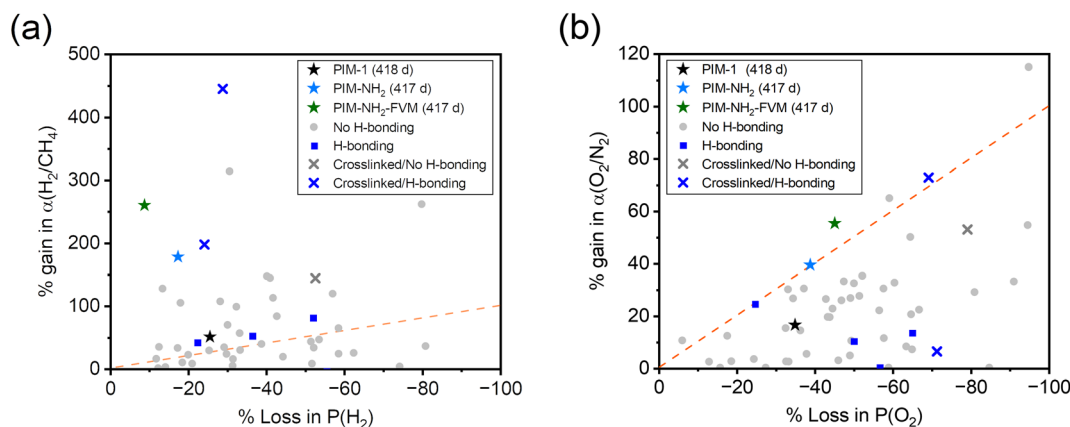 (a)
% gain in α(H₂/CH₄)
500
400
300
200
100
0
0
−20
−40
−60
−80
−100
% Loss in P(H₂)
PIM-1 (418 d)
PIM-NH₂ (417 d)
PIM-NH₂-FVM (417 d)
No H-bonding
H-bonding
Crosslinked/No H-bonding
Crosslinked/H-bonding
(b)
% gain in α(O₂/N₂)
120
100
80
60
40
20
0
0
−20
−40
−60
−80
−100
% Loss in P(O₂)
PIM-1 (418 d)
PIM-NH₂ (417 d)
PIM-NH₂-FVM (417 d)
No H-bonding
H-bonding
Crosslinked/No H-bonding
Crosslinked/H-bonding